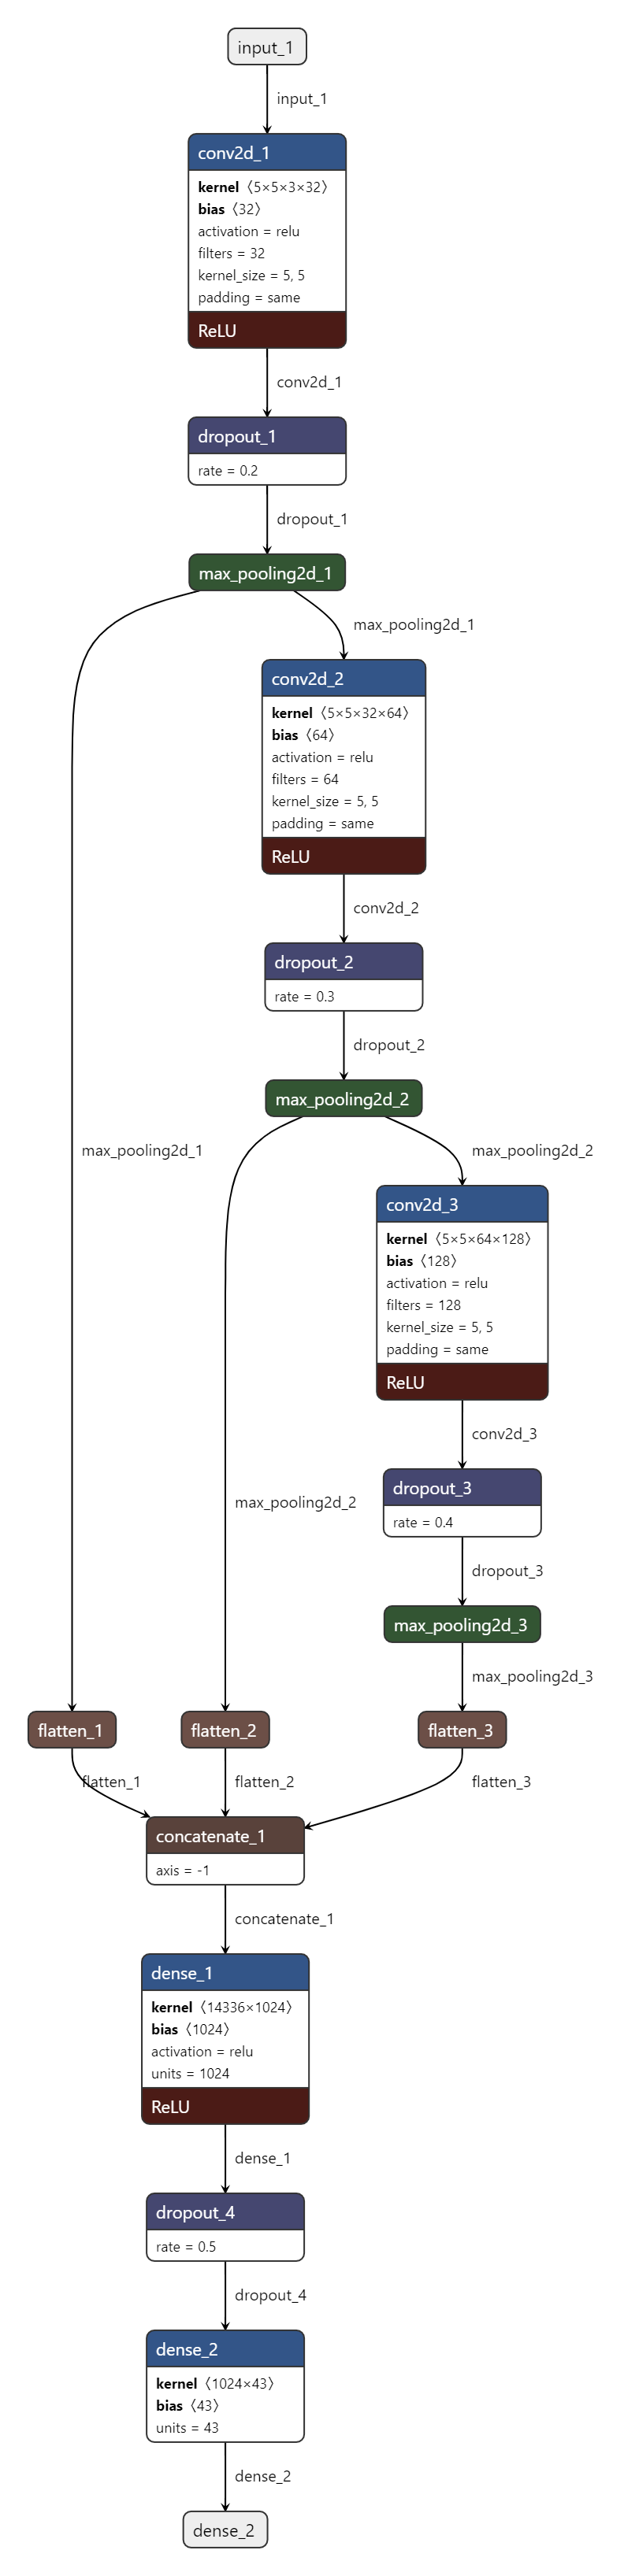 input_1
input_1
conv2d_1
kernel〈5×5×3×32〉
bias〈32〉
activation = relu
filters = 32
kernel_size = 5, 5
padding = same
ReLU
conv2d_1
dropout_1
rate = 0.2
dropout_1
max_pooling2d_1
max_pooling2d_1
conv2d_2
kernel〈5×5×32×64〉
bias〈64〉
activation = relu
filters = 64
kernel_size = 5, 5
padding = same
ReLU
conv2d_2
dropout_2
rate = 0.3
dropout_2
max_pooling2d_2
max_pooling2d_1
max_pooling2d_2
conv2d_3
kernel〈5×5×64×128〉
bias〈128〉
activation = relu
filters = 128
kernel_size = 5, 5
padding = same
ReLU
conv2d_3
dropout_3
max_pooling2d_2
rate = 0.4
dropout_3
max_pooling2d_3
max_pooling2d_3
flatten_1
flatten_2
flatten_3
flatten_1
flatten_2
flatten_3
concatenate_1
axis = -1
concatenate_1
dense_1
kernel〈14336×1024〉
bias〈1024〉
activation = relu
units = 1024
ReLU
dense_1
dropout_4
rate = 0.5
dropout_4
dense_2
kernel〈1024×43〉
bias〈43〉
units = 43
dense_2
dense_2